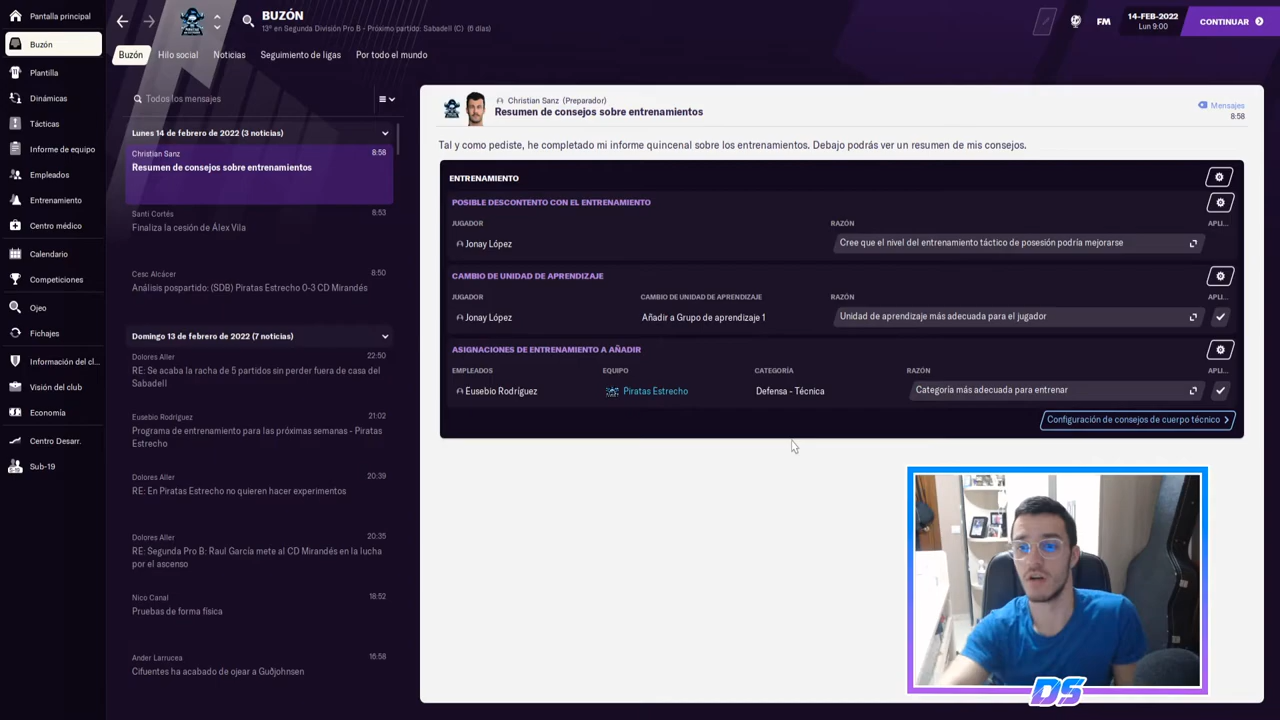 Pantalla principal
BUZÓN
13º en Segunda División Pro B - Próximo partido: Sabadell (C) (6 días)
FM
14-FEB-2022
Lun 9:00
CONTINUAR
Buzón
Plantilla
Dinámicas
Tácticas
Informe de equipo
Empleados
Entrenamiento
Centro médico
Calendario
Competiciones
Ojeo
Fichajes
Información del cl...
Visión del club
Economía
Centro Desarr.
Sub-19
Buzón
Hilo social
Noticias
Seguimiento de ligas
Por todo el mundo
Todos los mensajes
Lunes 14 de febrero de 2022 (3 noticias)
Christian Sanz
8:58
Resumen de consejos sobre entrenamientos
Santi Cortés
8:53
Finaliza la cesión de Álex Vila
Cesc Alcácer
8:50
Análisis pospartido: (SDB) Piratas Estrecho 0-3 CD Mirandés
Domingo 13 de febrero de 2022 (7 noticias)
Dolores Aller
22:50
RE: Se acaba la racha de 5 partidos sin perder fuera de casa del
Sabadell
Eusebio Rodríguez
21:02
Programa de entrenamiento para las próximas semanas - Piratas
Estrecho
Dolores Aller
20:39
RE: En Piratas Estrecho no quieren hacer experimentos
Dolores Aller
20:35
RE: Segunda Pro B: Raul García mete al CD Mirandés en la lucha
por el ascenso
Nico Canal
18:52
Pruebas de forma física
Ander Larrucea
16:58
Cifuentes ha acabado de ojear a Guðjohnsen
Christian Sanz (Preparador)
Resumen de consejos sobre entrenamientos
Mensajes
8:58
Tal y como pediste, he completado mi informe quincenal sobre los entrenamientos. Debajo podrás ver un resumen de mis consejos.
ENTRENAMIENTO
POSIBLE DESCONTENTO CON EL ENTRENAMIENTO
JUGADOR
RAZÓN
APLI...
Jonay López
Cree que el nivel del entrenamiento táctico de posesión podría mejorarse
CAMBIO DE UNIDAD DE APRENDIZAJE
JUGADOR
CAMBIO DE UNIDAD DE APRENDIZAJE
RAZÓN
APLI...
Jonay López
Añadir a Grupo de aprendizaje 1
Unidad de aprendizaje más adecuada para el jugador
ASIGNACIONES DE ENTRENAMIENTO A AÑADIR
EMPLEADOS
EQUIPO
CATEGORÍA
RAZÓN
APLI...
Eusebio Rodríguez
Piratas Estrecho
Defensa - Técnica
Categoría más adecuada para entrenar
Configuración de consejos de cuerpo técnico
DS